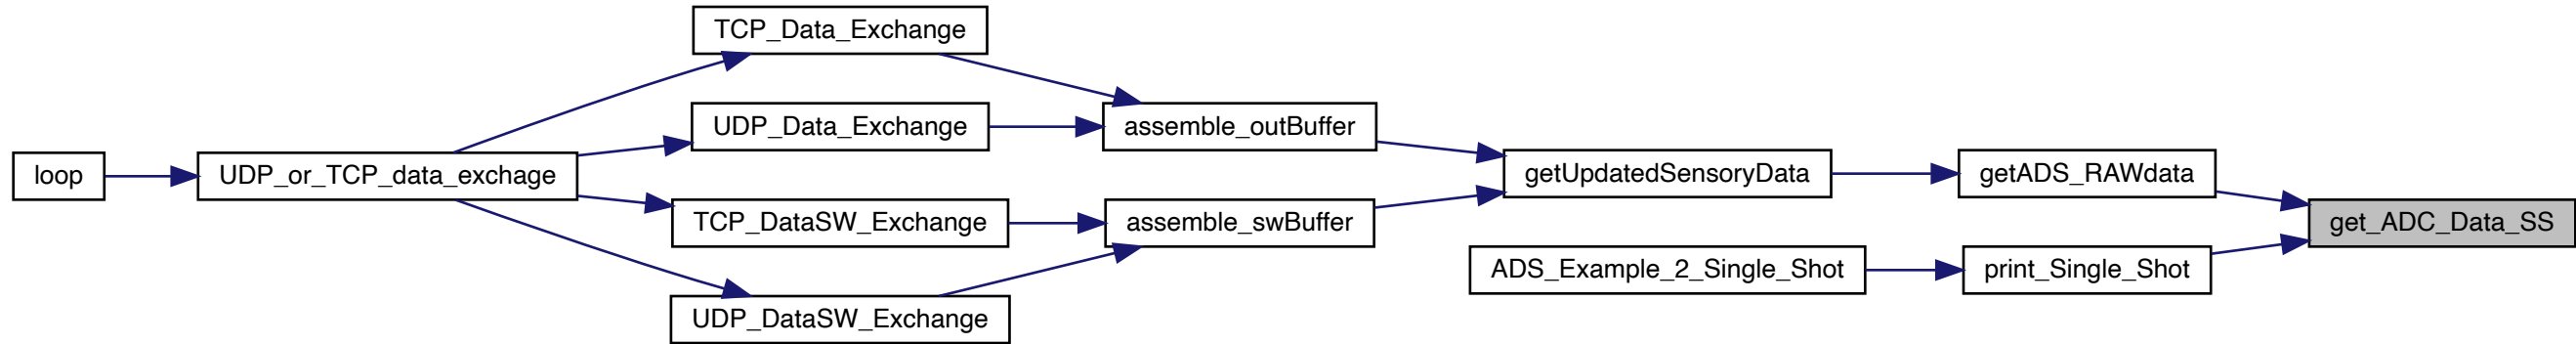 loop
UDP_or_TCP_data_exchage
TCP_Data_Exchange
UDP_Data_Exchange
TCP_DataSW_Exchange
UDP_DataSW_Exchange
assemble_outBuffer
assemble_swBuffer
getUpdatedSensoryData
ADS_Example_2_Single_Shot
getADS_RAWdata
print_Single_Shot
get_ADC_Data_SS